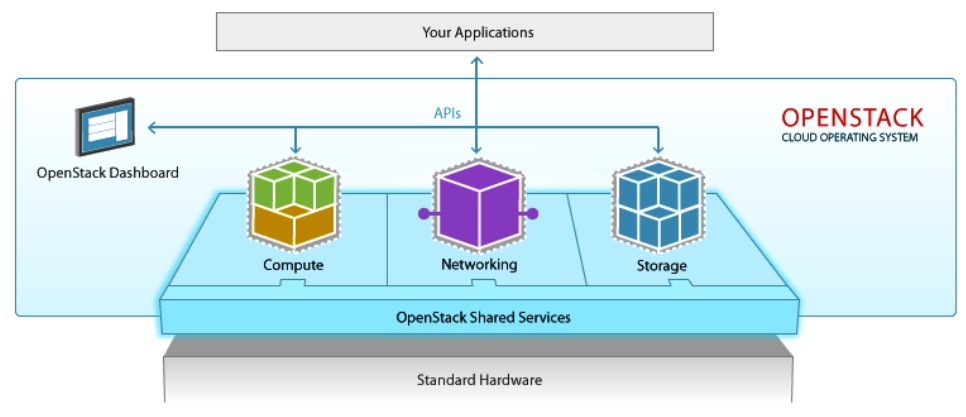 Your Applications
APIs
OPENSTACK
CLOUD OPERATING SYSTEM
OpenStack Dashboard
Compute
Networking
Storage
OpenStack Shared Services
Standard Hardware